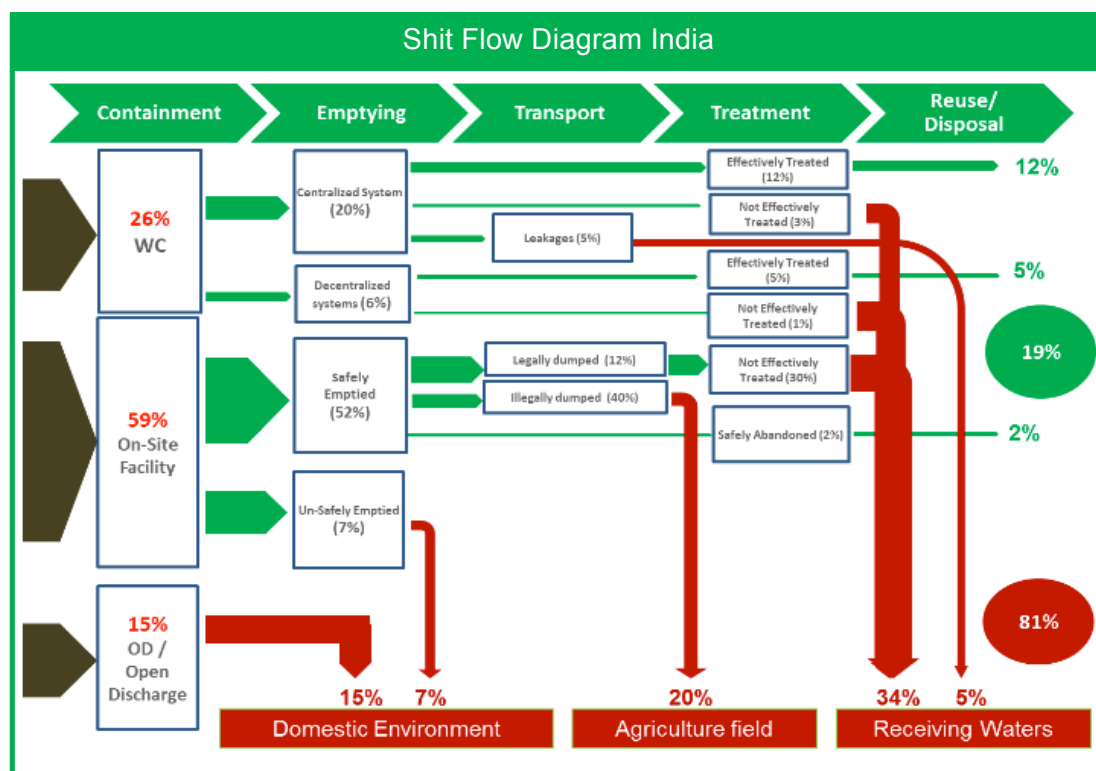 Shit Flow Diagram India
Containment
Emptying
Transport
Treatment
Reuse/
Disposal
26%
WC
Centralized System
(20%)
Effectively Treated
(12%)
12%
Not Effectively
Treated (3%)
Leakages (5%)
Decentralized
systems (6%)
Effectively Treated
(5%)
5%
Not Effectively
Treated (1%)
19%
59%
On-Site
Facility
Safely
Emptied
(52%)
Legally dumped (12%)
Illegally dumped (40%)
Not Effectively
Treated (30%)
Safely Abandoned (2%)
2%
Un-Safely Emptied
(7%)
15%
OD /
Open
Discharge
81%
15%
7%
20%
34%
5%
Domestic Environment
Agriculture field
Receiving Waters